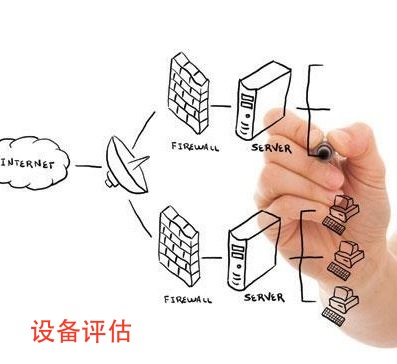 INTERNET
FIREWALL
SERVER
FIREWALL
SERVER
设备评估